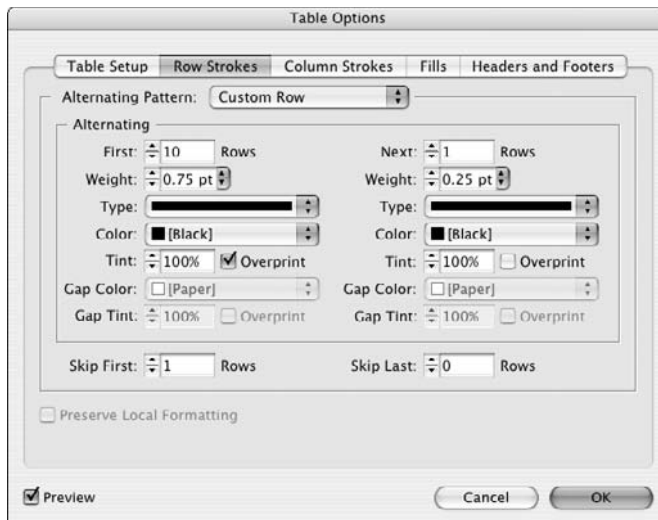 Table Options
Table Setup Row Strokes Column Strokes Fills Headers and Footers
Alternating Pattern: Custom Row
Alternating
First: 10 Rows Next: 1 Rows
Weight: 0.75 pt Weight: 0.25 pt
Type: Type:
Color: [Black] Color: [Black]
Tint: 100% Overprint Tint: 100% Overprint
Gap Color: [Paper] Gap Color: [Paper]
Gap Tint: 100% Overprint Gap Tint: 100% Overprint
Skip First: 1 Rows Skip Last: 0 Rows
Preserve Local Formatting
Preview Cancel OK